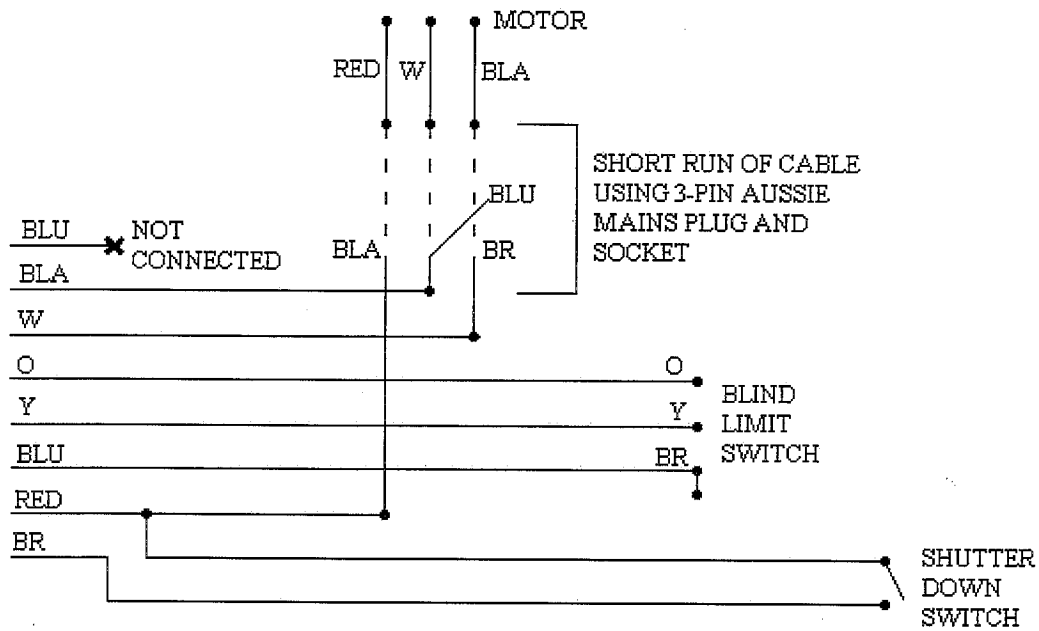 MOTOR
RED W BLA
SHORT RUN OF CABLE
USING 3-PIN AUSSIE
MAINS PLUG AND
SOCKET
BLU
BLU NOT
CONNECTED
BLA BR
BLA
W
O O
BLIND
LIMIT
SWITCH
Y Y
BLU BR
RED
BR
SHUTTER
DOWN
SWITCH